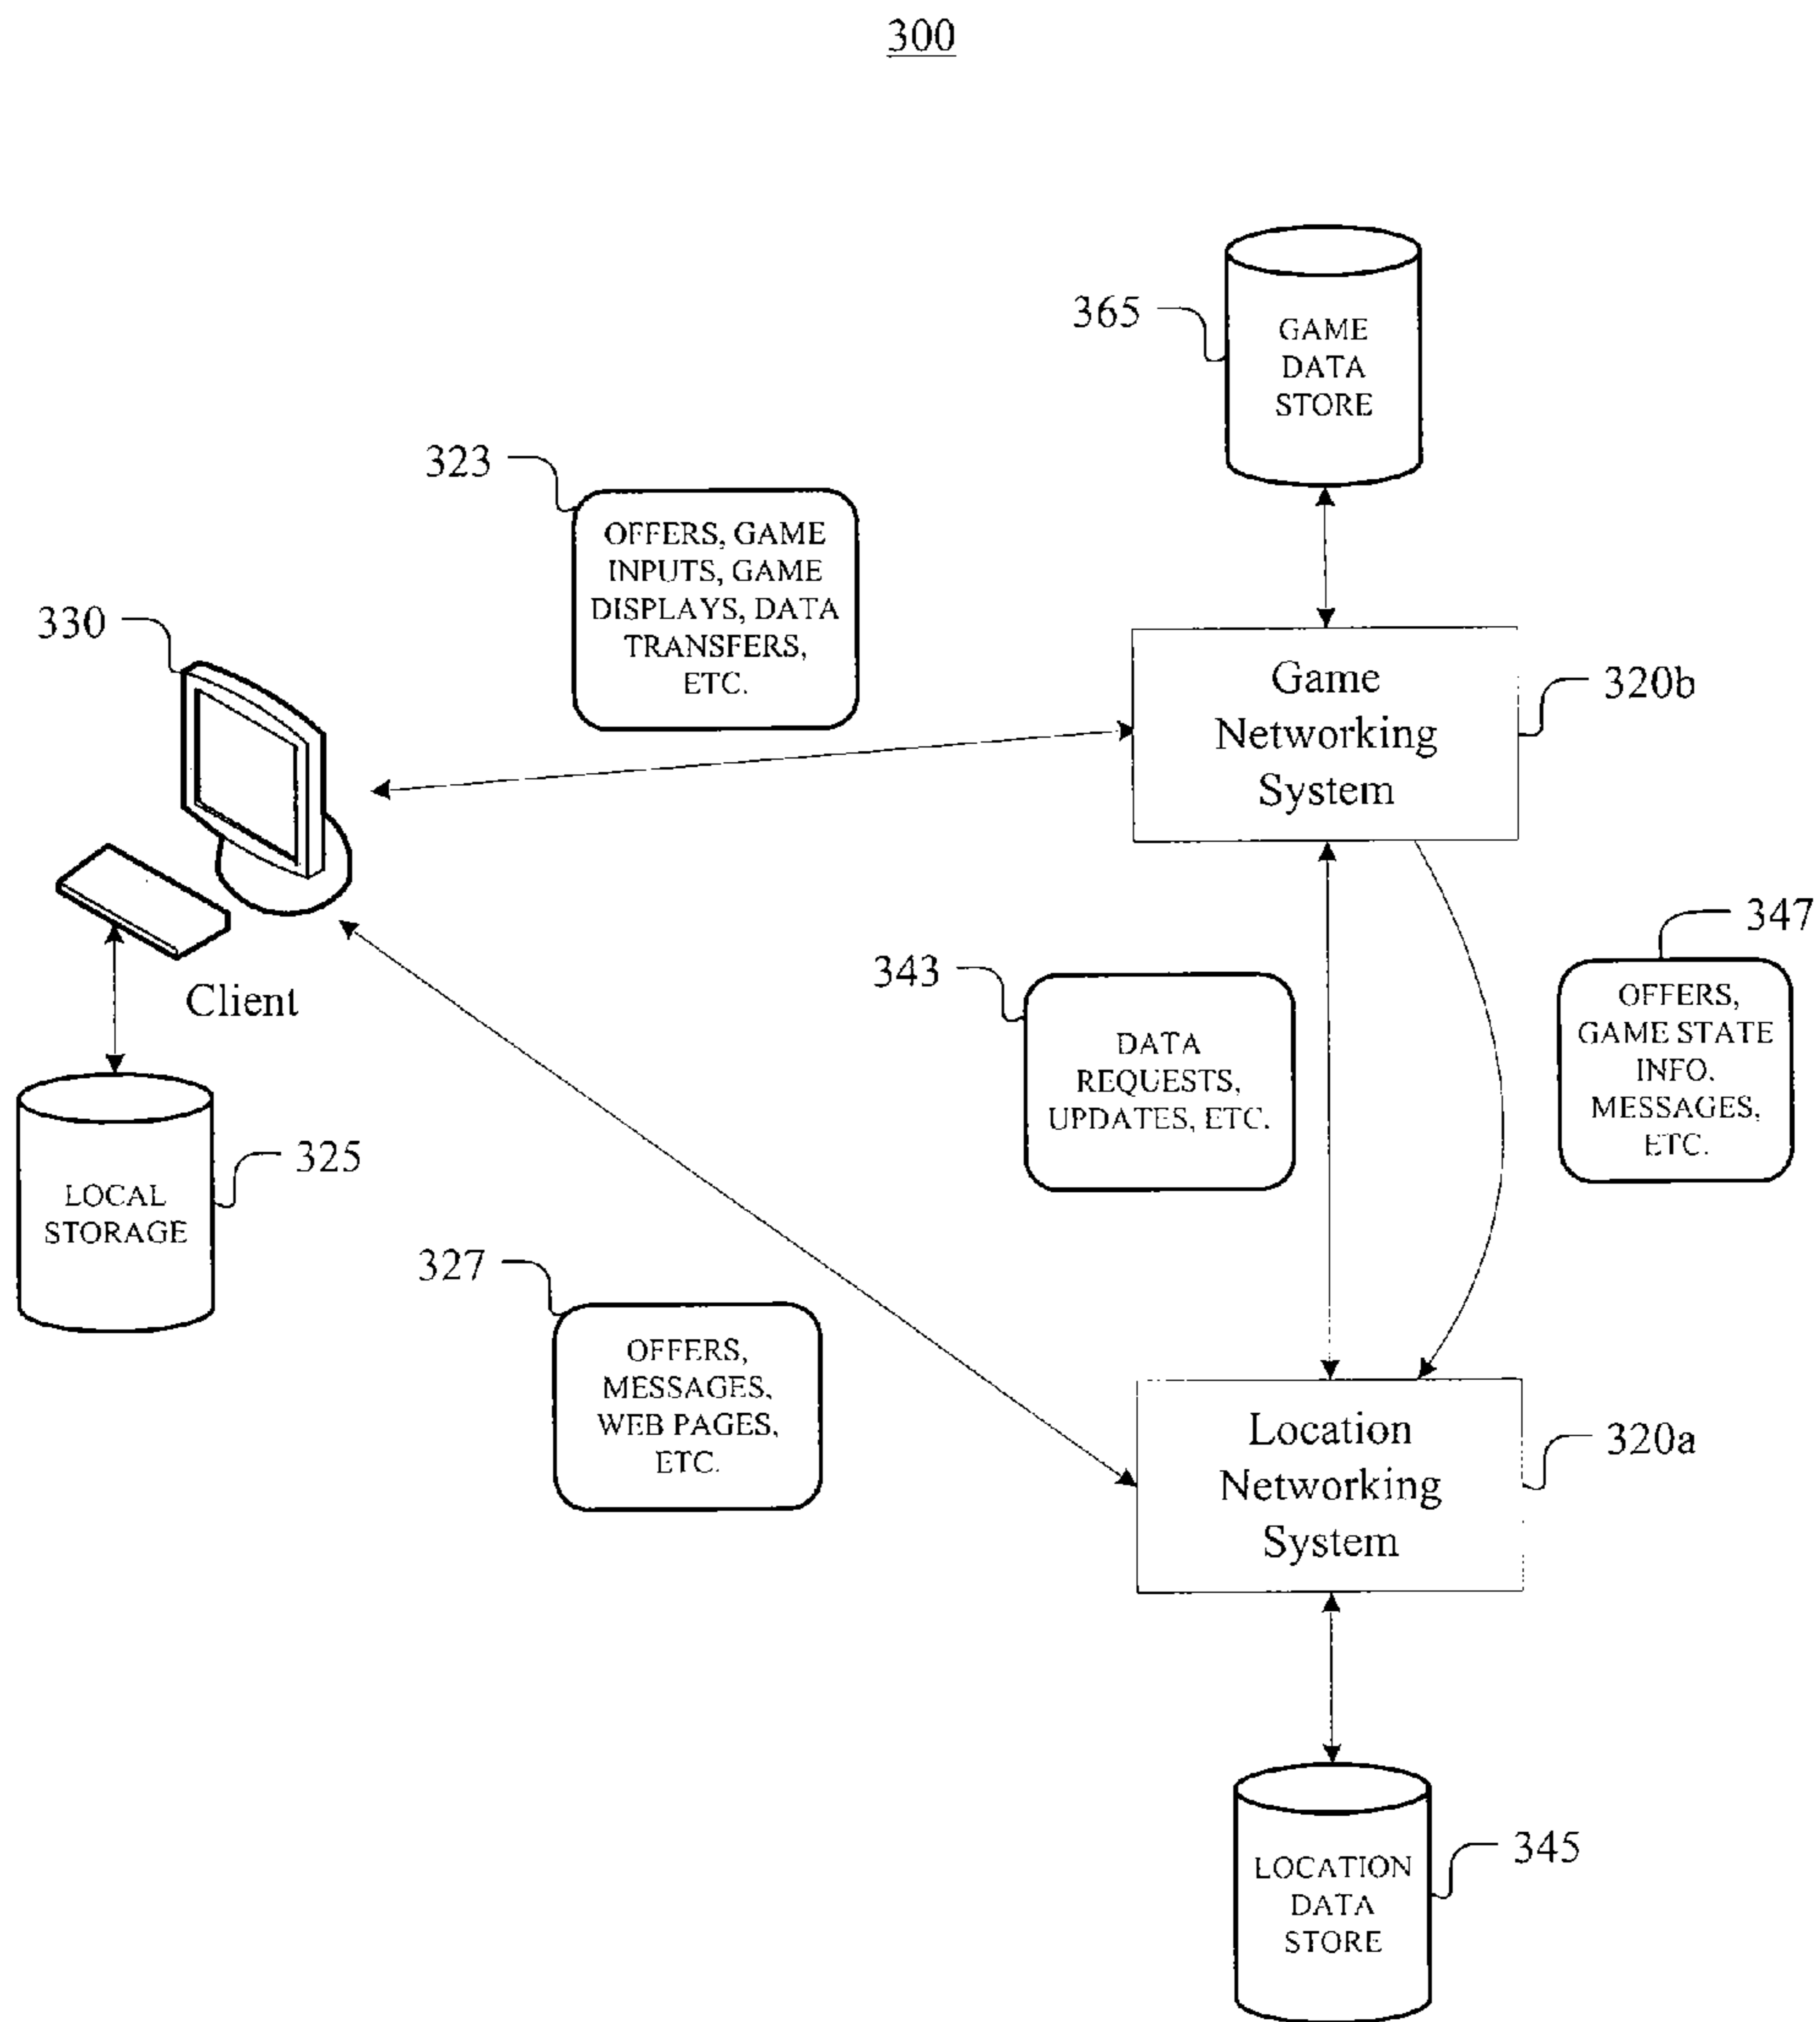 300
365
GAME
DATA
STORE
323
OFFERS, GAME
INPUTS, GAME
DISPLAYS, DATA
TRANSFERS,
ETC.
330
Game
Networking
System
320b
347
OFFERS,
GAME STATE
INFO.
MESSAGES,
ETC.
343
DATA
REQUESTS,
UPDATES, ETC.
Client
325
LOCAL
STORAGE
327
OFFERS,
MESSAGES,
WEB PAGES,
ETC.
Location
Networking
System
320a
345
LOCATION
DATA
STORE